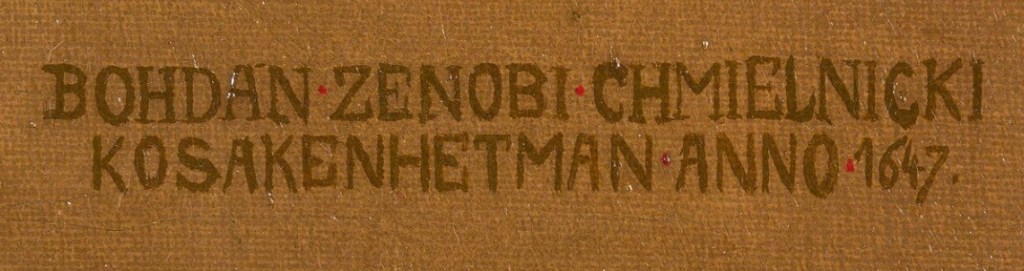 BOHDAN·ZENOBI·CHMIELNICKI
KOSAKENHETMAN·ANNO·1647.